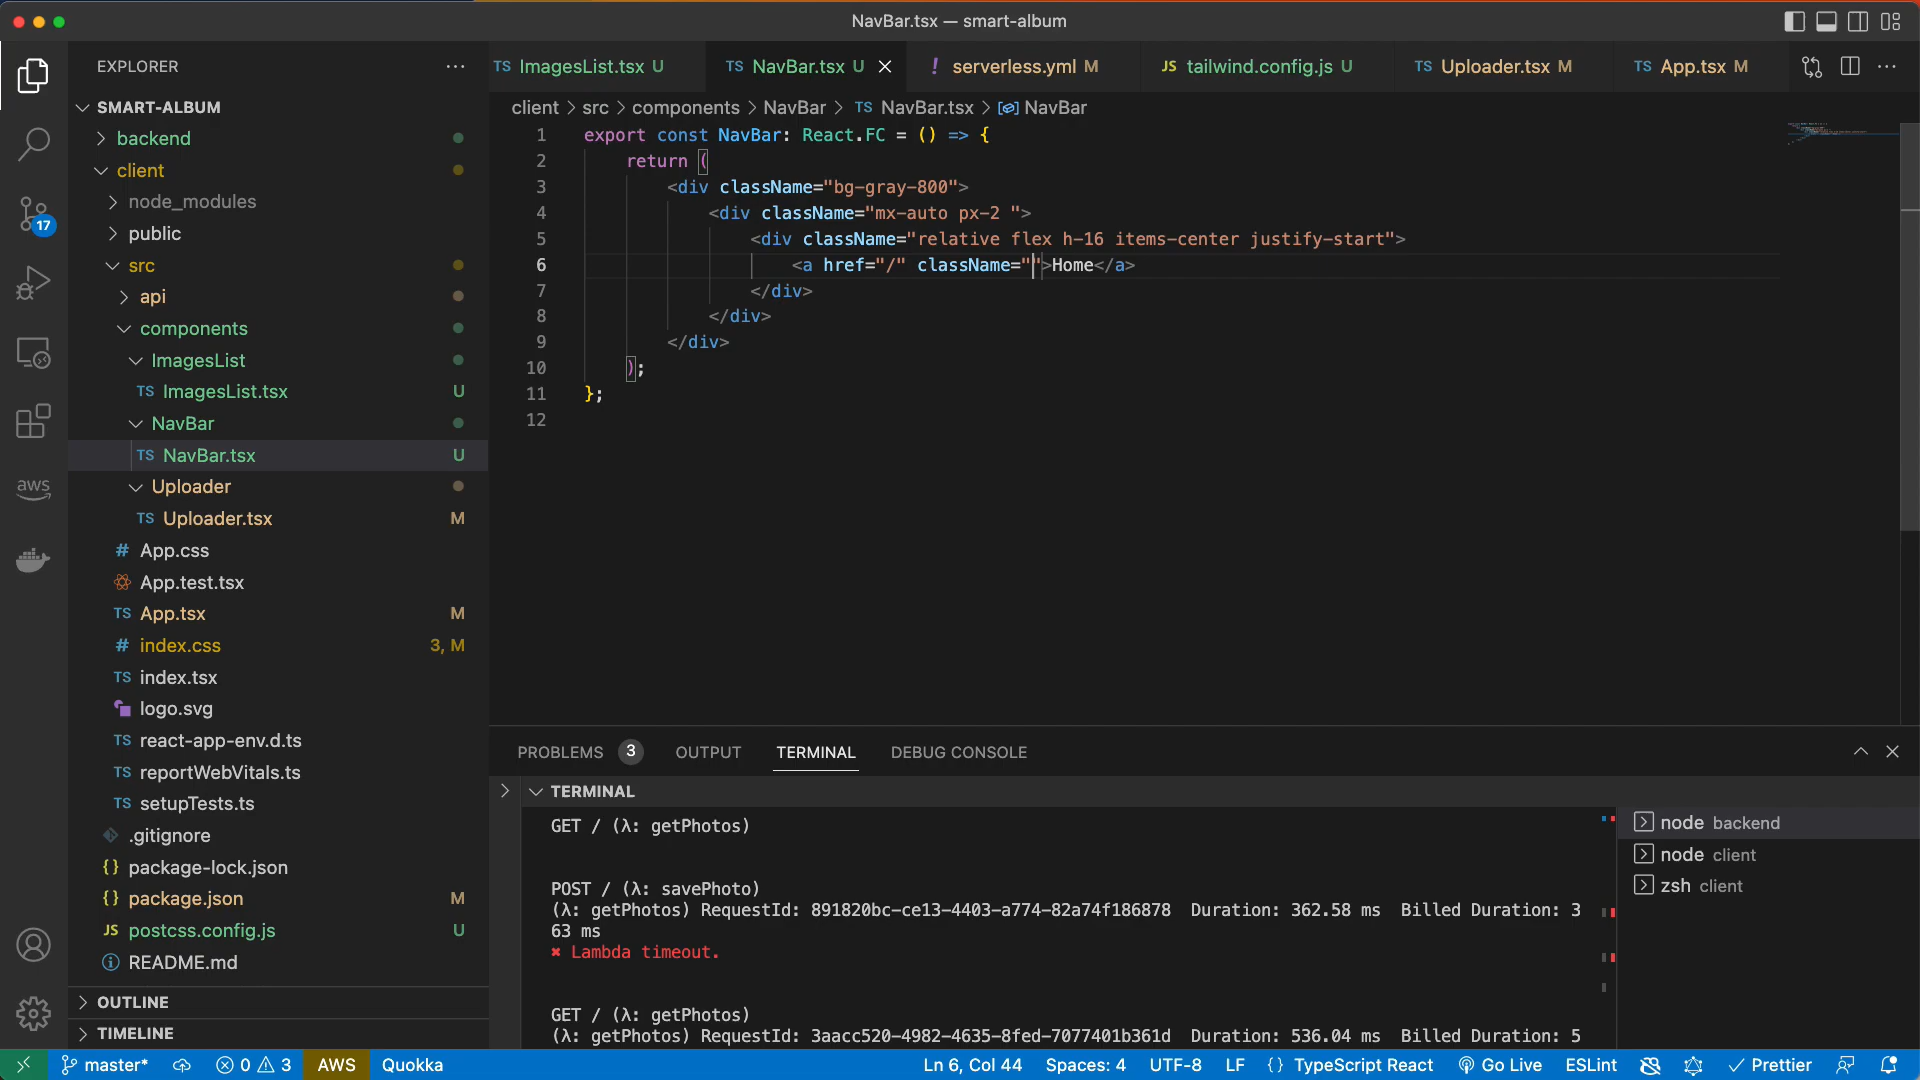 NavBar.tsx — smart-album
EXPLORER
SMART-ALBUM
backend
client
node_modules
public
src
api
components
ImagesList
TS ImagesList.tsx U
NavBar
TS NavBar.tsx U
Uploader
TS Uploader.tsx M
# App.css
App.test.tsx
TS App.tsx M
# index.css 3, M
TS index.tsx
logo.svg
TS react-app-env.d.ts
TS reportWebVitals.ts
TS setupTests.ts
.gitignore
{} package-lock.json
{} package.json M
JS postcss.config.js U
README.md
OUTLINE
TIMELINE
17
aws
TS ImagesList.tsx U
TS NavBar.tsx U
! serverless.yml M
JS tailwind.config.js U
TS Uploader.tsx M
TS App.tsx M
client > src > components > NavBar > TS NavBar.tsx > NavBar
1 export const NavBar: React.FC = () => {
2 return (
3 <div className="bg-gray-800">
4 <div className="mx-auto px-2 ">
5 <div className="relative flex h-16 items-center justify-start">
6 <a href="/" className="">Home</a>
7 </div>
8 </div>
9 </div>
10 );
11 };
12
PROBLEMS 3 OUTPUT TERMINAL DEBUG CONSOLE
TERMINAL
GET / (λ: getPhotos)
POST / (λ: savePhoto)
(λ: getPhotos) RequestId: 891820bc-ce13-4403-a774-82a74f186878 Duration: 362.58 ms Billed Duration: 3
63 ms
✖ Lambda timeout.
GET / (λ: getPhotos)
(λ: getPhotos) RequestId: 3aacc520-4982-4635-8fed-7077401b361d Duration: 536.04 ms Billed Duration: 5
node backend
node client
zsh client
master* 0 3 AWS Quokka Ln 6, Col 44 Spaces: 4 UTF-8 LF {} TypeScript React Go Live ESLint Prettier